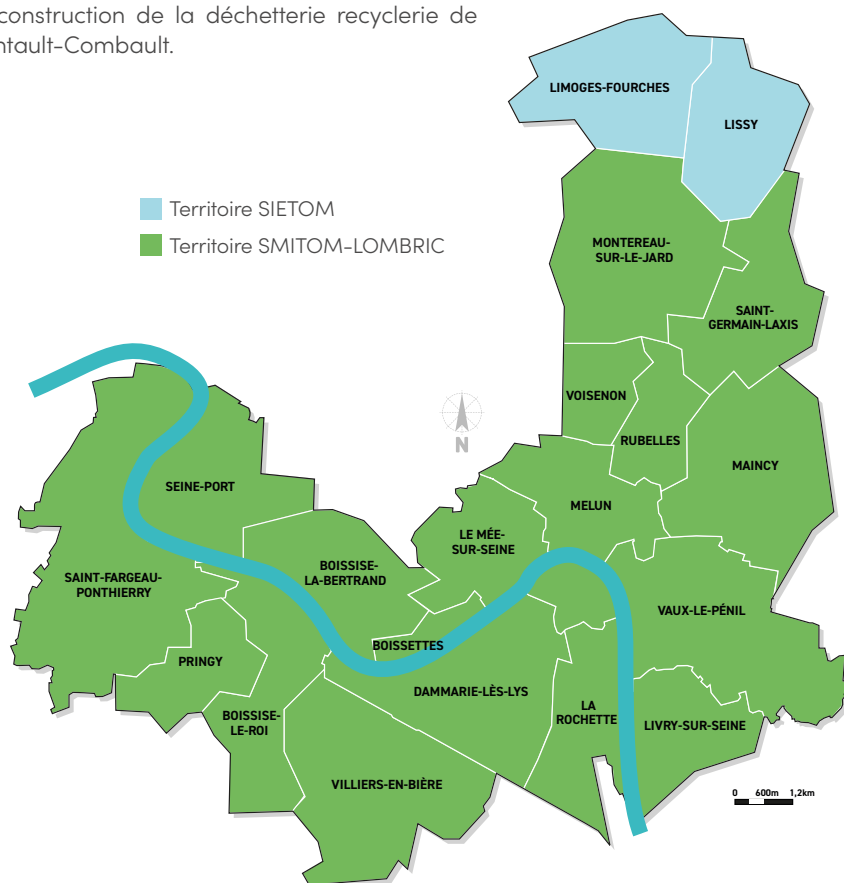 construction de la déchetterie recyclerie de
ntault-Combault.
LIMOGES-FOURCHES
LISSY
Territoire SIETOM
Territoire SMITOM-LOMBRIC
MONTEREAU-
SUR-LE-JARD
SAINT-
GERMAIN-LAXIS
VOISENON
RUBELLES
N
MAINCY
SEINE-PORT
MELUN
LE MÉE-
SUR-SEINE
BOISSISE-
LA-BERTRAND
SAINT-FARGEAU-
PONTHIERRY
VAUX-LE-PÉNIL
BOISSETTES
PRINGY
DAMMARIE-LÈS-LYS
BOISSISE-
LE-ROI
LA
ROCHETTE
LIVRY-SUR-SEINE
VILLIERS-EN-BIÈRE
0 600m 1,2km